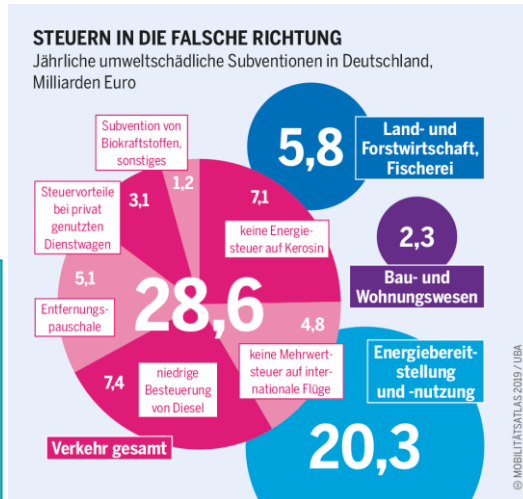 STEUERN IN DIE FALSCHE RICHTUNG
Jährliche umweltschädliche Subventionen in Deutschland,
Milliarden Euro
Subvention von
Biokraftstoffen,
sonstiges
1,2
Steuervorteile
bei privat
genutzten
Dienstwagen
3,1
7,1
keine Energie-
steuer auf Kerosin
5,8
Land- und
Forstwirtschaft,
Fischerei
2,3
Bau- und
Wohnungswesen
5,1
Entfernungs-
pauschale
28,6
4,8
keine Mehrwert-
steuer auf inter-
nationale Flüge
7,4
niedrige
Besteuerung
von Diesel
Verkehr gesamt
Energiebereit-
stellung
und -nutzung
20,3
© MOBILITÄTSATLAS 2019 / UBA